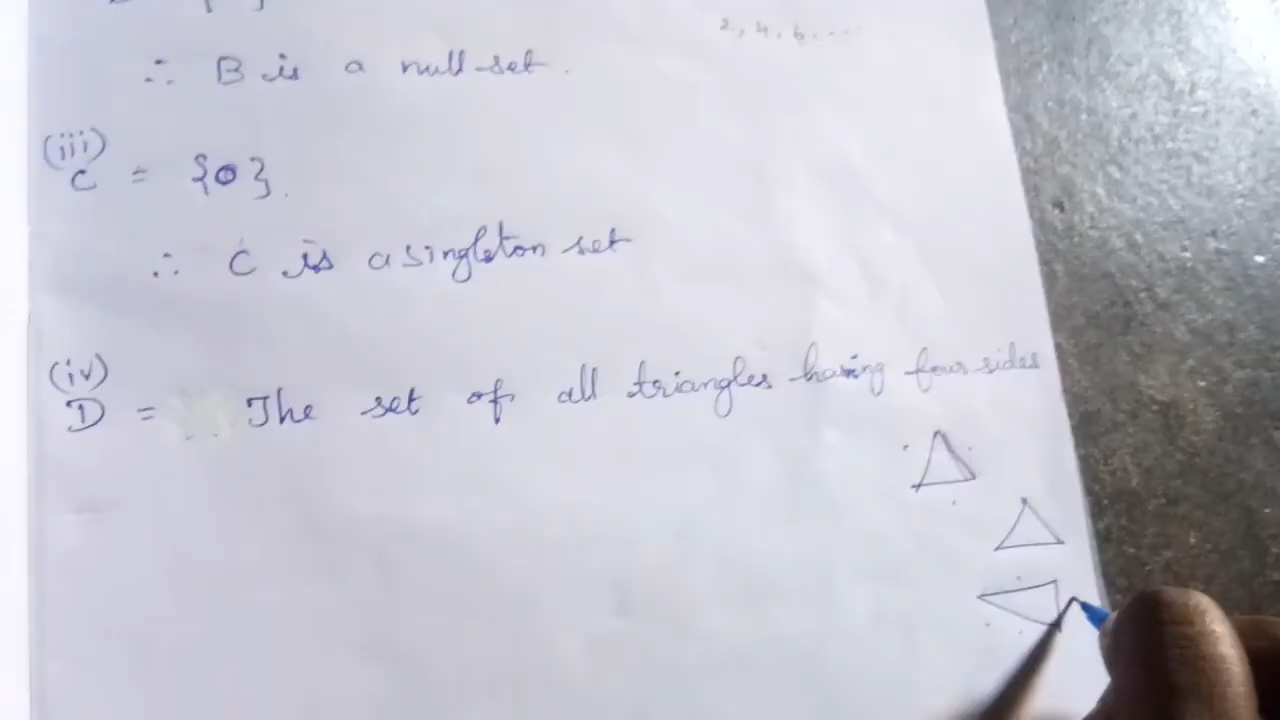 2, 4, 6, ...
∴ B is a null set.
(iii)
C = {0}.
∴ C is a singleton set
(iv)
D = The set of all triangles having four sides